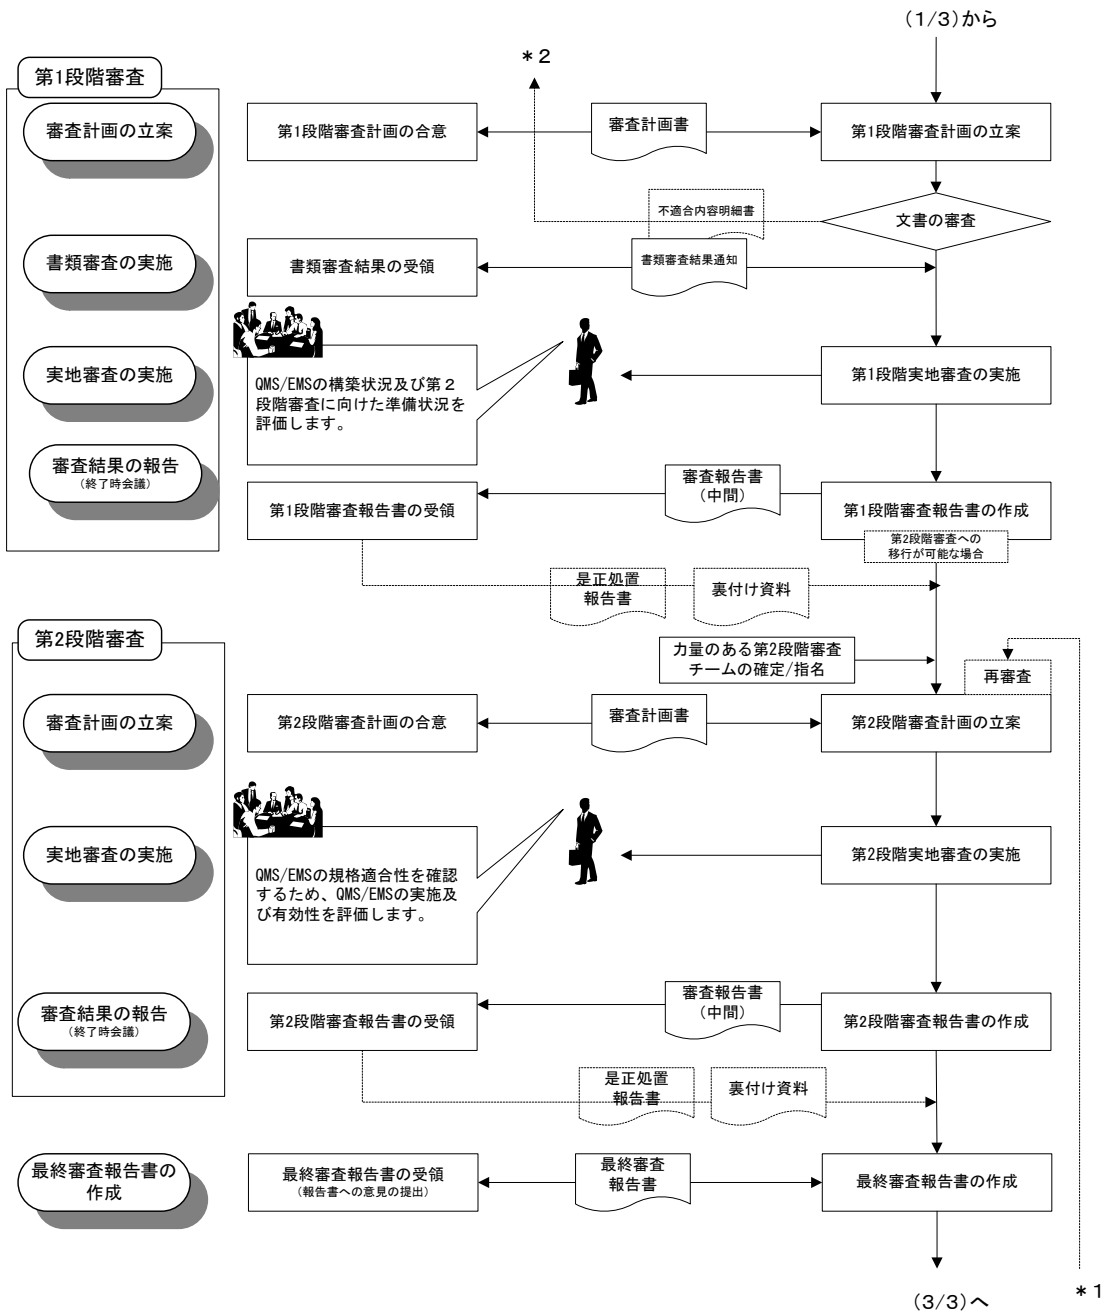 (1/3)から
＊2
第1段階審査
審査計画の立案
第1段階審査計画の合意
審査計画書
第1段階審査計画の立案
不適合内容明細書
文書の審査
書類審査の実施
書類審査結果の受領
書類審査結果通知
実地審査の実施
QMS/EMSの構築状況及び第２
段階審査に向けた準備状況を
評価します。
第1段階実地審査の実施
審査結果の報告
（終了時会議）
第1段階審査報告書の受領
審査報告書
（中間）
第1段階審査報告書の作成
第2段階審査への
移行が可能な場合
是正処置
報告書
裏付け資料
第2段階審査
力量のある第2段階審査
チームの確定/指名
再審査
審査計画の立案
第2段階審査計画の合意
審査計画書
第2段階審査計画の立案
実地審査の実施
QMS/EMSの規格適合性を確認
するため、QMS/EMSの実施及
び有効性を評価します。
第2段階実地審査の実施
審査結果の報告
（終了時会議）
第2段階審査報告書の受領
審査報告書
（中間）
第2段階審査報告書の作成
是正処置
報告書
裏付け資料
最終審査報告書の
作成
最終審査報告書の受領
（報告書への意見の提出）
最終審査
報告書
最終審査報告書の作成
(3/3)へ
＊1